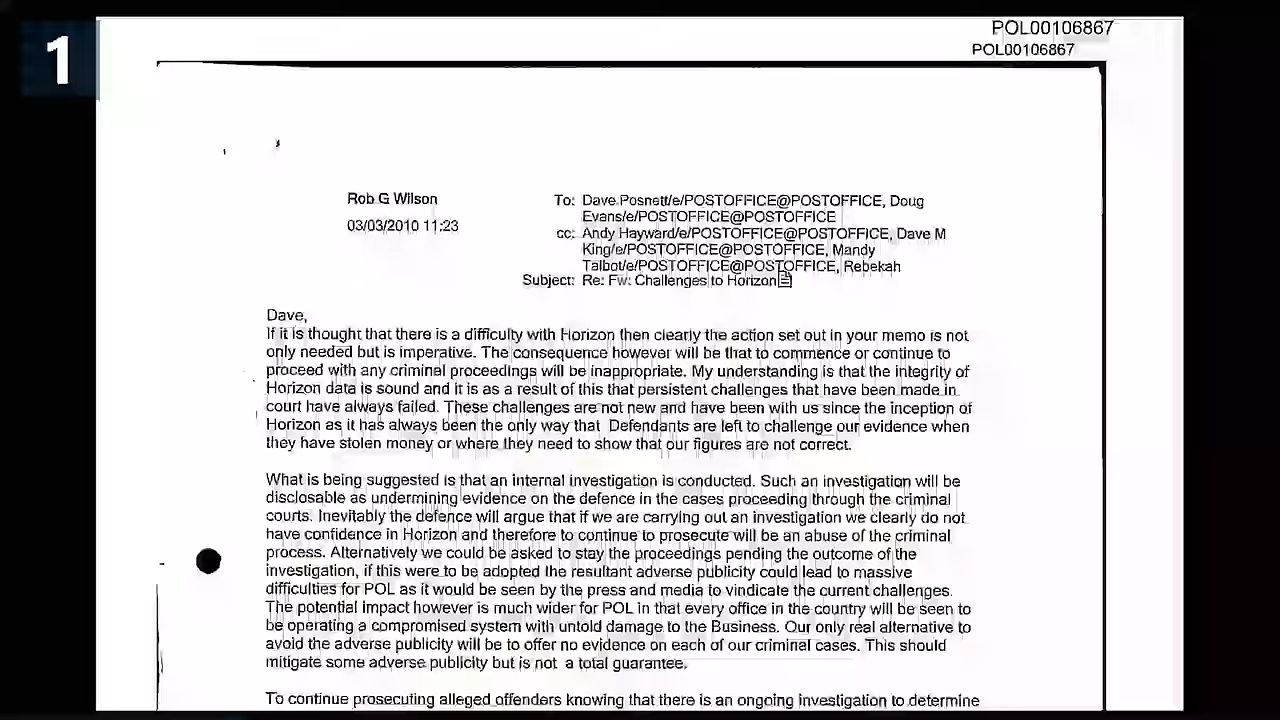 1
POL00106867
POL00106867
Rob G Wilson
03/03/2010 11:23
To: Dave Posnett/e/POSTOFFICE@POSTOFFICE, Doug
Evans/e/POSTOFFICE@POSTOFFICE
cc: Andy Hayward/e/POSTOFFICE@POSTOFFICE, Dave M
King/e/POSTOFFICE@POSTOFFICE, Mandy
Talbot/e/POSTOFFICE@POSTOFFICE, Rebekah
Subject: Re: Fw: Challenges to Horizon
Dave,
If it is thought that there is a difficulty with Horizon then clearly the action set out in your memo is not
only needed but is imperative. The consequence however will be that to commence or continue to
proceed with any criminal proceedings will be inappropriate. My understanding is that the integrity of
Horizon data is sound and it is as a result of this that persistent challenges that have been made in
court have always failed. These challenges are not new and have been with us since the inception of
Horizon as it has always been the only way that Defendants are left to challenge our evidence when
they have stolen money or where they need to show that our figures are not correct.
What is being suggested is that an internal investigation is conducted. Such an investigation will be
disclosable as undermining evidence on the defence in the cases proceeding through the criminal
courts. Inevitably the defence will argue that if we are carrying out an investigation we clearly do not
have confidence in Horizon and therefore to continue to prosecute will be an abuse of the criminal
process. Alternatively we could be asked to stay the proceedings pending the outcome of the
investigation, if this were to be adopted the resultant adverse publicity could lead to massive
difficulties for POL as it would be seen by the press and media to vindicate the current challenges.
The potential impact however is much wider for POL in that every office in the country will be seen to
be operating a compromised system with untold damage to the Business. Our only real alternative to
avoid the adverse publicity will be to offer no evidence on each of our criminal cases. This should
mitigate some adverse publicity but is not a total guarantee.
To continue prosecuting alleged offenders knowing that there is an ongoing investigation to determine